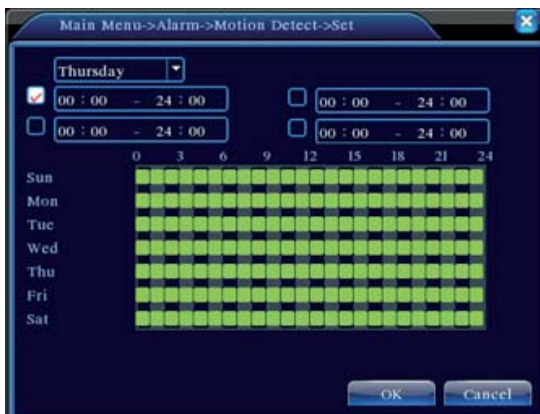 Main Menu->Alarm->Motion Detect->Set
Thursday
00 : 00 - 24 : 00 00 : 00 - 24 : 00
00 : 00 - 24 : 00 00 : 00 - 24 : 00
0 3 6 9 12 15 18 21 24
Sun
Mon
Tue
Wed
Thu
Fri
Sat
OK Cancel